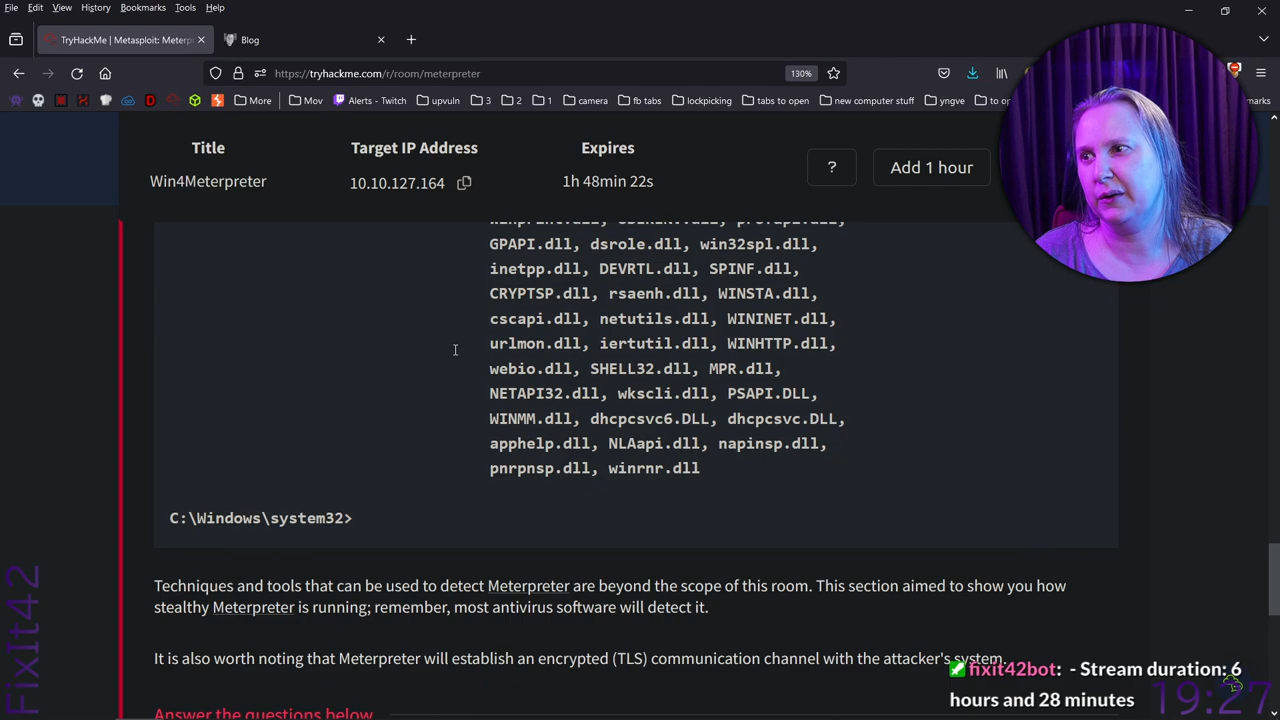 File Edit View History Bookmarks Tools Help
TryHackMe | Metasploit: Meterpr
Blog
https://tryhackme.com/r/room/meterpreter
130%
More Mov Alerts - Twitch upvuln 3 2 1 camera fb tabs lockpicking tabs to open new computer stuff yngve to op
Title Target IP Address Expires
Win4Meterpreter 10.10.127.164 1h 48min 22s
? Add 1 hour
GPAPI.dll, dsrole.dll, win32spl.dll,
inetpp.dll, DEVRTL.dll, SPINF.dll,
CRYPTSP.dll, rsaenh.dll, WINSTA.dll,
cscapi.dll, netutils.dll, WININET.dll,
urlmon.dll, iertutil.dll, WINHTTP.dll,
webio.dll, SHELL32.dll, MPR.dll,
NETAPI32.dll, wkscli.dll, PSAPI.DLL,
WINMM.dll, dhcpcsvc6.DLL, dhcpcsvc.DLL,
apphelp.dll, NLAapi.dll, napinsp.dll,
pnrpnsp.dll, winrnr.dll
C:\Windows\system32>
Techniques and tools that can be used to detect Meterpreter are beyond the scope of this room. This section aimed to show you how
stealthy Meterpreter is running; remember, most antivirus software will detect it.
It is also worth noting that Meterpreter will establish an encrypted (TLS) communication channel with the attacker's system.
Answer the questions below
fixit42bot: - Stream duration: 6
hours and 28 minutes
19:27
FixIt42